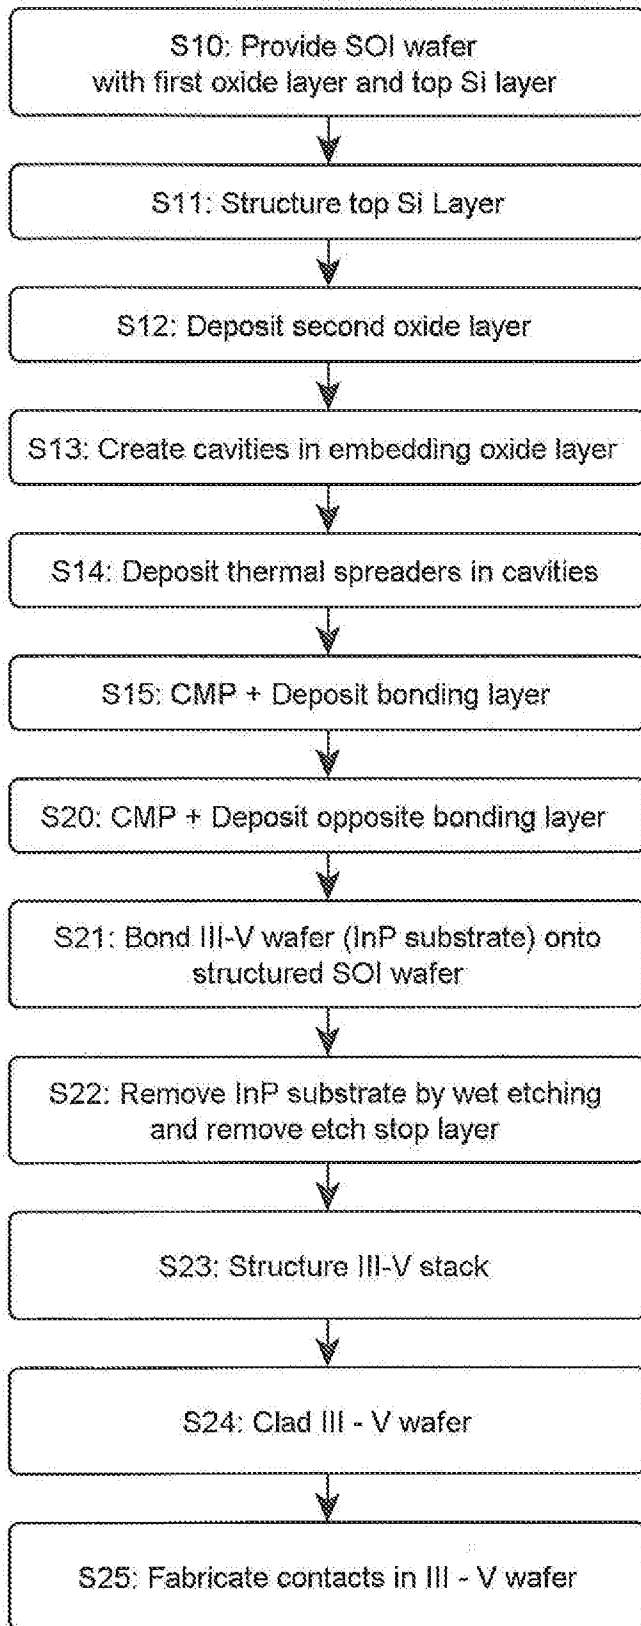 S10: Provide SOI wafer
with first oxide layer and top Si layer
S11: Structure top Si Layer
S12: Deposit second oxide layer
S13: Create cavities in embedding oxide layer
S14: Deposit thermal spreaders in cavities
S15: CMP + Deposit bonding layer
S20: CMP + Deposit opposite bonding layer
S21: Bond III-V wafer (InP substrate) onto
structured SOI wafer
S22: Remove InP substrate by wet etching
and remove etch stop layer
S23: Structure III-V stack
S24: Clad III - V wafer
S25: Fabricate contacts in III - V wafer